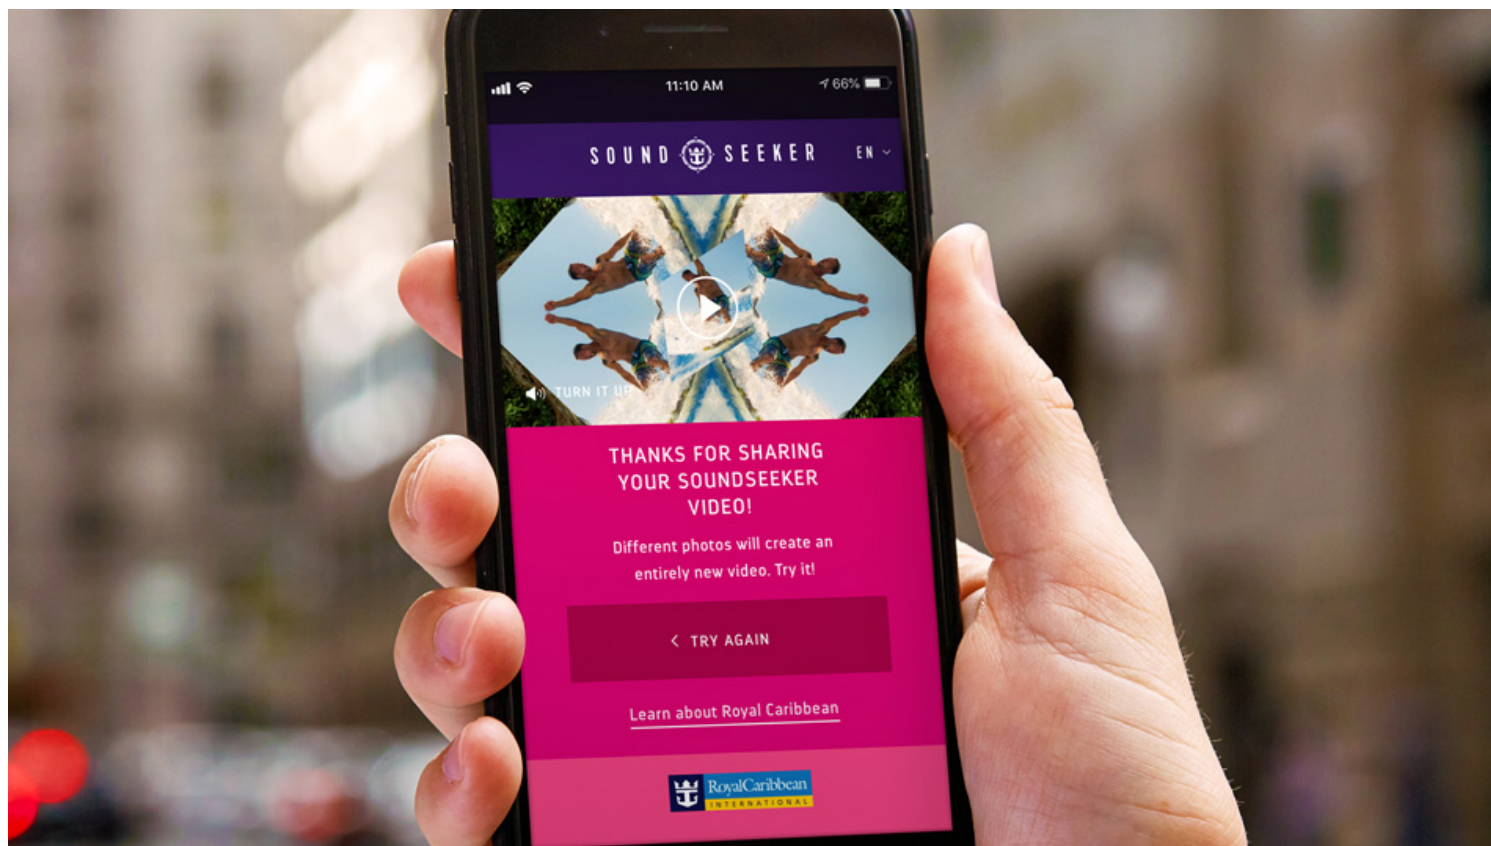 11:10 AM
66%
SOUND SEEKER
EN
TURN IT UP
THANKS FOR SHARING
YOUR SOUNDSEEKER
VIDEO!
Different photos will create an
entirely new video. Try it!
< TRY AGAIN
Learn about Royal Caribbean
RoyalCaribbean
INTERNATIONAL